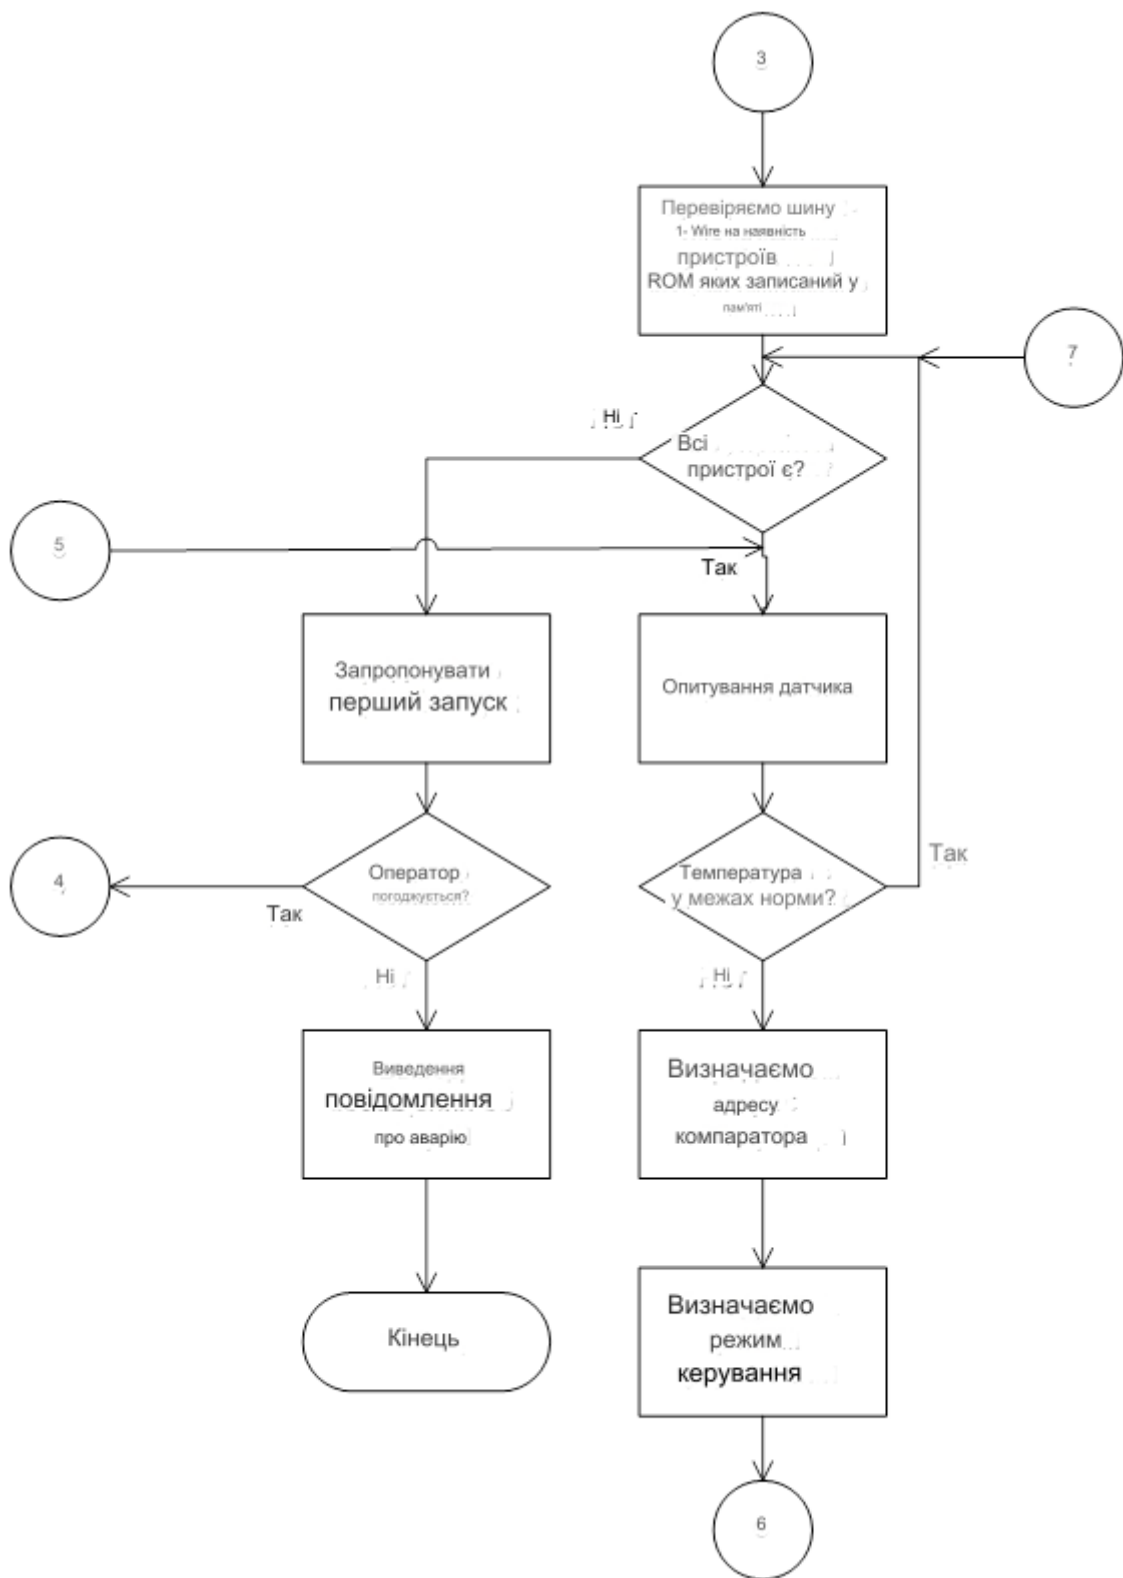 3
Перевіряємо шину
1- Wire на наявність
пристроїв
ROM яких записаний у
пам'яті
7
Ні
Всі
пристрої є?
5
Так
Запропонувати
перший запуск
Опитування датчика
4
Оператор
погоджується?
Так
Температура
у межах норми?
Так
Ні
Ні
Виведення
повідомлення
про аварію
Визначаємо
адресу
компаратора
Кінець
Визначаємо
режим
керування
6